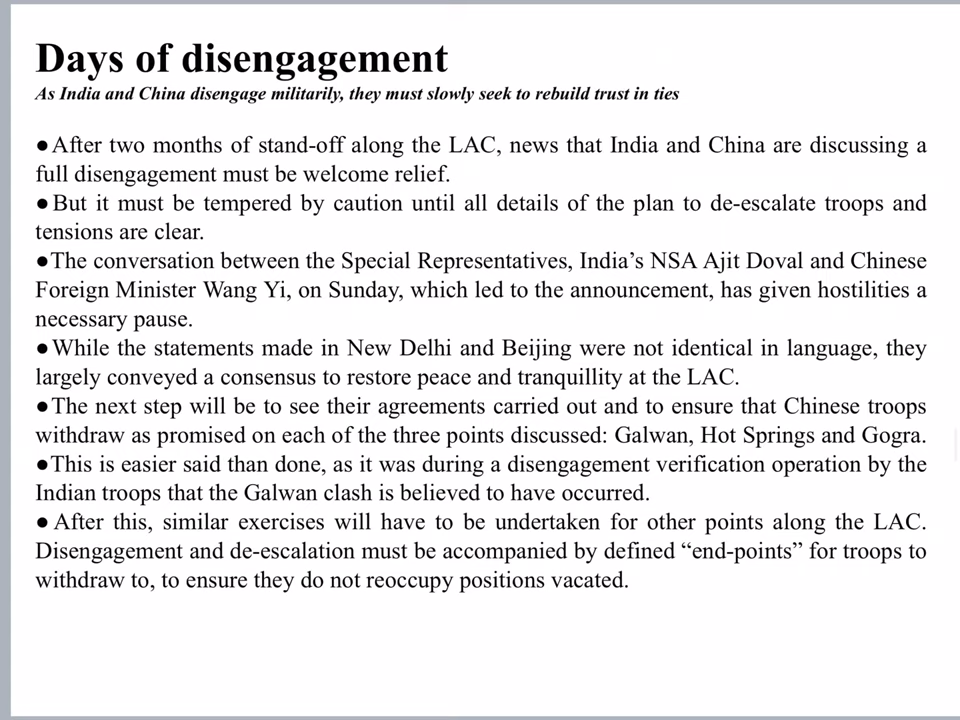 Days of disengagement
As India and China disengage militarily, they must slowly seek to rebuild trust in ties
●After two months of stand-off along the LAC, news that India and China are discussing a
full disengagement must be welcome relief.
●But it must be tempered by caution until all details of the plan to de-escalate troops and
tensions are clear.
●The conversation between the Special Representatives, India’s NSA Ajit Doval and Chinese
Foreign Minister Wang Yi, on Sunday, which led to the announcement, has given hostilities a
necessary pause.
●While the statements made in New Delhi and Beijing were not identical in language, they
largely conveyed a consensus to restore peace and tranquillity at the LAC.
●The next step will be to see their agreements carried out and to ensure that Chinese troops
withdraw as promised on each of the three points discussed: Galwan, Hot Springs and Gogra.
●This is easier said than done, as it was during a disengagement verification operation by the
Indian troops that the Galwan clash is believed to have occurred.
●After this, similar exercises will have to be undertaken for other points along the LAC.
Disengagement and de-escalation must be accompanied by defined “end-points” for troops to
withdraw to, to ensure they do not reoccupy positions vacated.